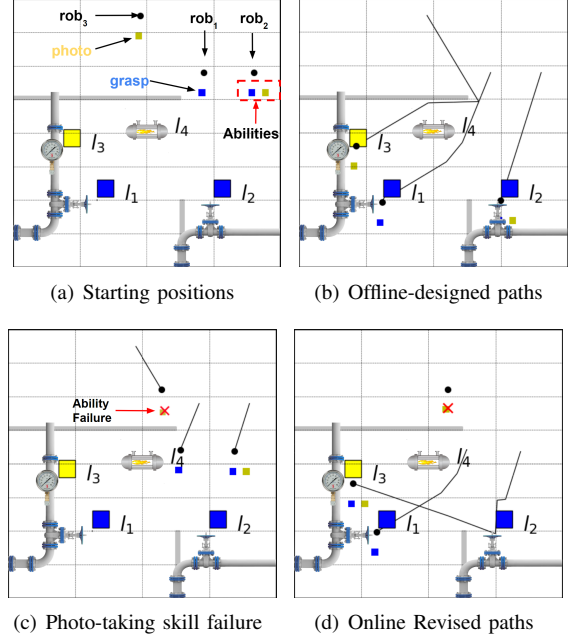 rob3
rob1
rob2
photo
grasp
Abilities
l3
l4
l1
l2
(a) Starting positions
l3
l4
l1
l2
(b) Offline-designed paths
Ability
Failure
l4
l3
l1
l2
(c) Photo-taking skill failure
l4
l3
l1
l2
(d) Online Revised paths